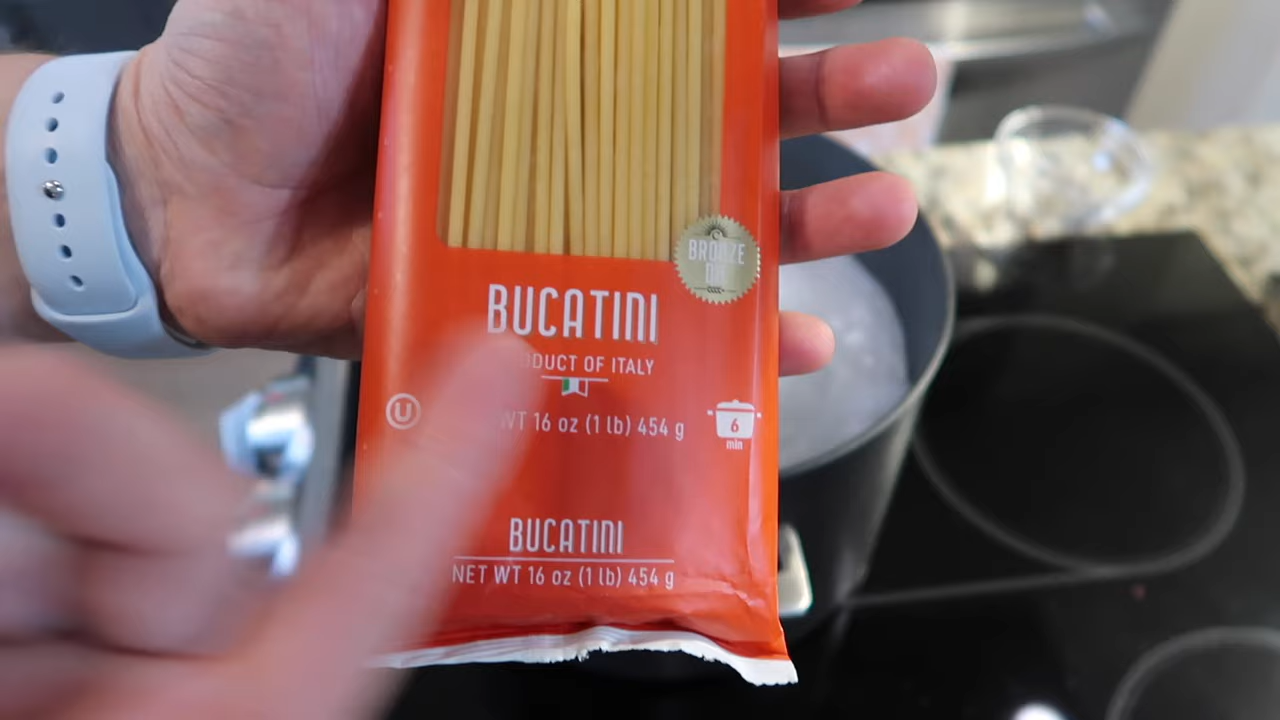 BRONZE
DIE
BUCATINI
OF ITALY
U
WT 16 oz (1 lb) 454 g
6
min
BUCATINI
NET WT 16 oz (1 lb) 454 g